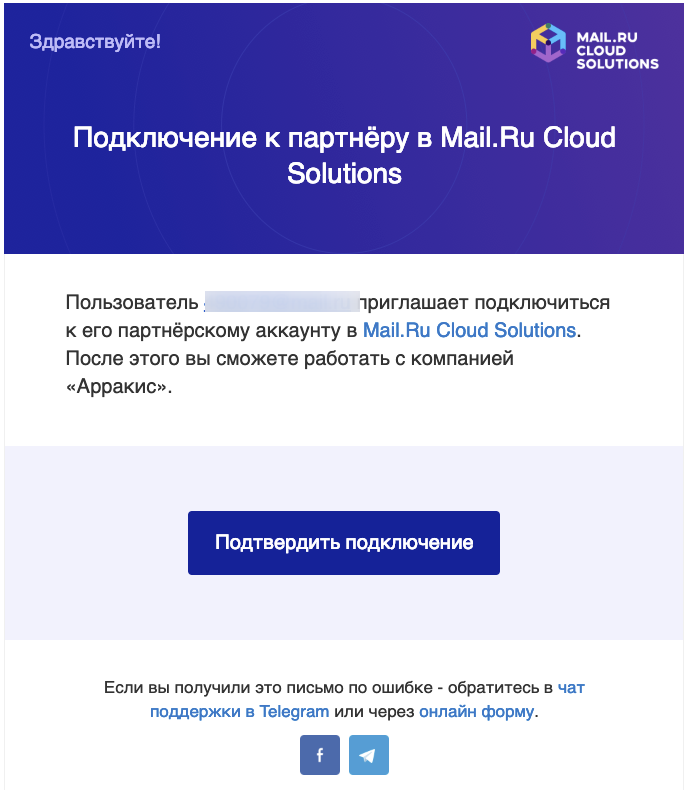 Здравствуйте!
MAIL.RU
CLOUD
SOLUTIONS
Подключение к партнёру в Mail.Ru Cloud
Solutions
Пользователь приглашает подключиться
к его партнёрскому аккаунту в Mail.Ru Cloud Solutions.
После этого вы сможете работать с компанией
«Арракис».
Подтвердить подключение
Если вы получили это письмо по ошибке - обратитесь в чат
поддержки в Telegram или через онлайн форму.
f